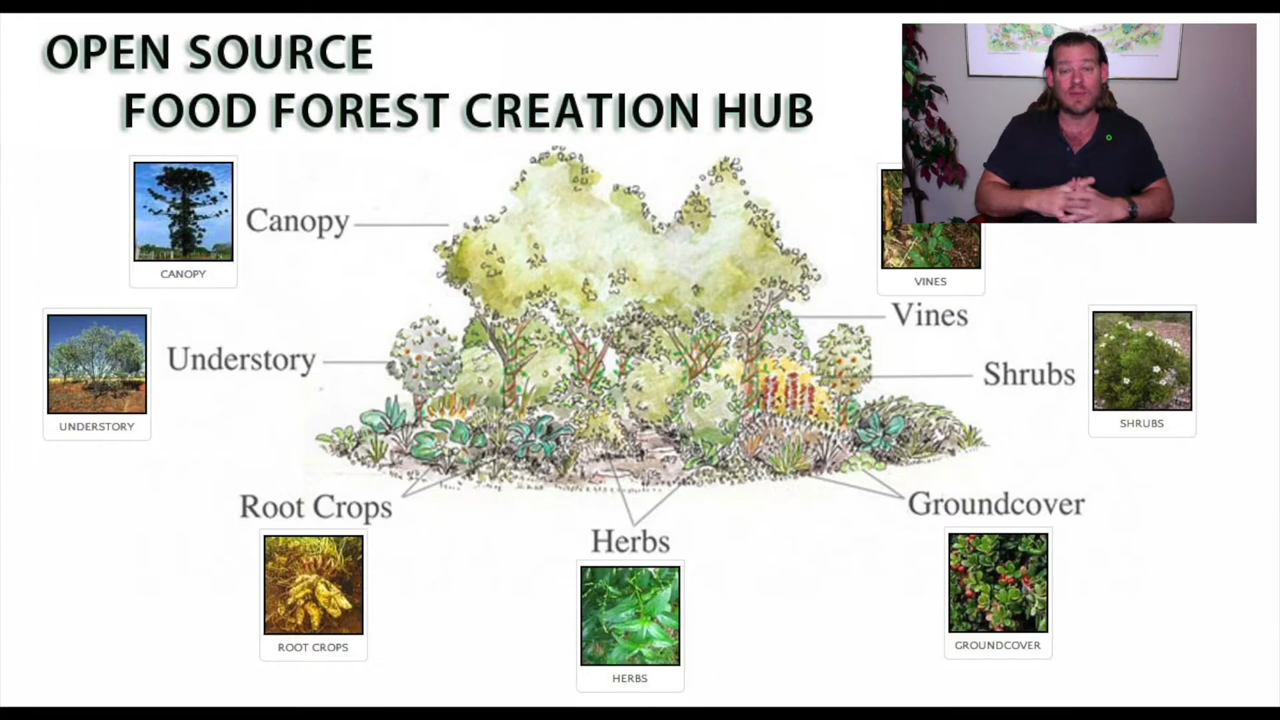 OPEN SOURCE
FOOD FOREST CREATION HUB
Canopy
CANOPY
VINES
Vines
Understory
UNDERSTORY
Shrubs
SHRUBS
Root Crops
ROOT CROPS
Herbs
HERBS
Groundcover
GROUNDCOVER